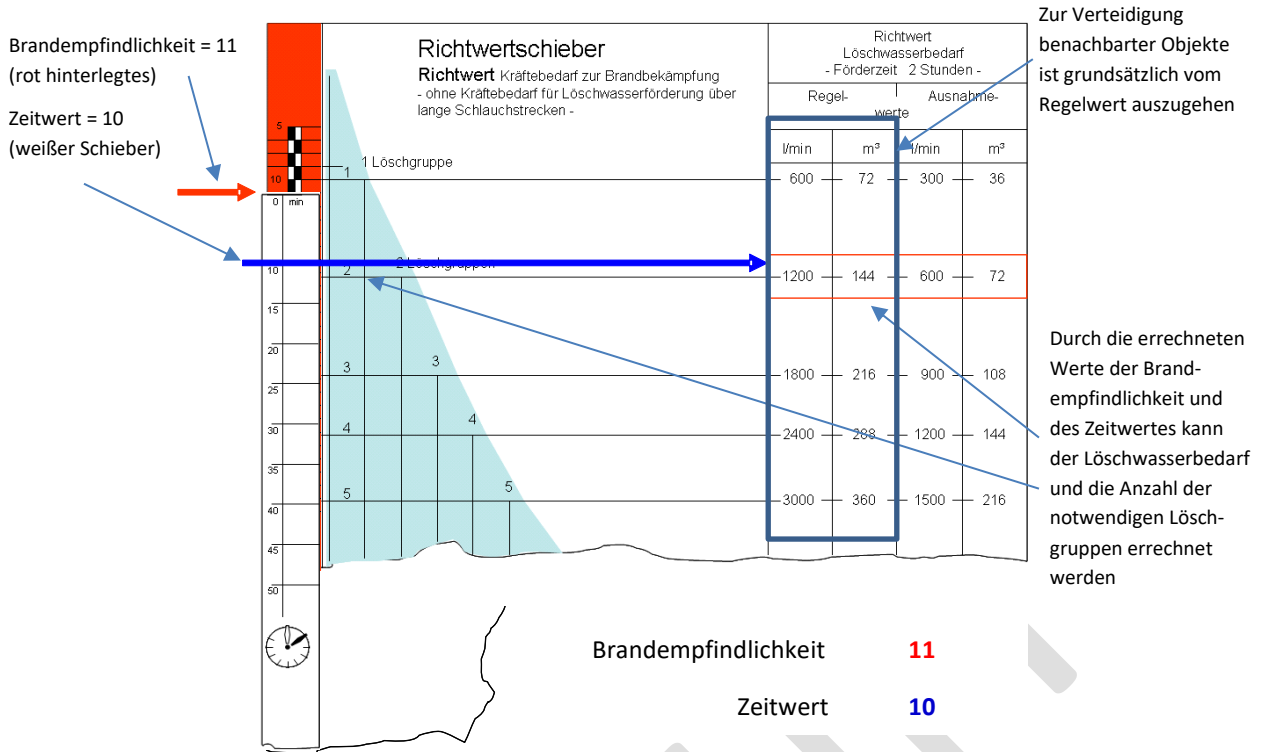 Brandempfindlichkeit = 11
(rot hinterlegtes)
Zeitwert = 10
(weißer Schieber)
Richtwertschieber
Richtwert Kräftebedarf zur Brandbekämpfung
- ohne Kräftebedarf für Löschwasserförderung über
lange Schlauchstrecken -
Richtwert
Löschwasserbedarf
- Förderzeit 2 Stunden -
Regel- Ausnahme-
werte
l/min m³ l/min m³
600 72 300 36
1200 144 600 72
1800 216 900 108
2400 288 1200 144
3000 360 1500 216
Zur Verteidigung
benachbarter Objekte
ist grundsätzlich vom
Regelwert auszugehen
5
10
0 min
10
15
20
25
30
35
40
45
50
1 1 Löschgruppe
2 2 Löschgruppen
3 3
4 4
5 5
Durch die errechneten
Werte der Brand-
empfindlichkeit und
des Zeitwertes kann
der Löschwasserbedarf
und die Anzahl der
notwendigen Lösch-
gruppen errechnet
werden
Brandempfindlichkeit 11
Zeitwert 10